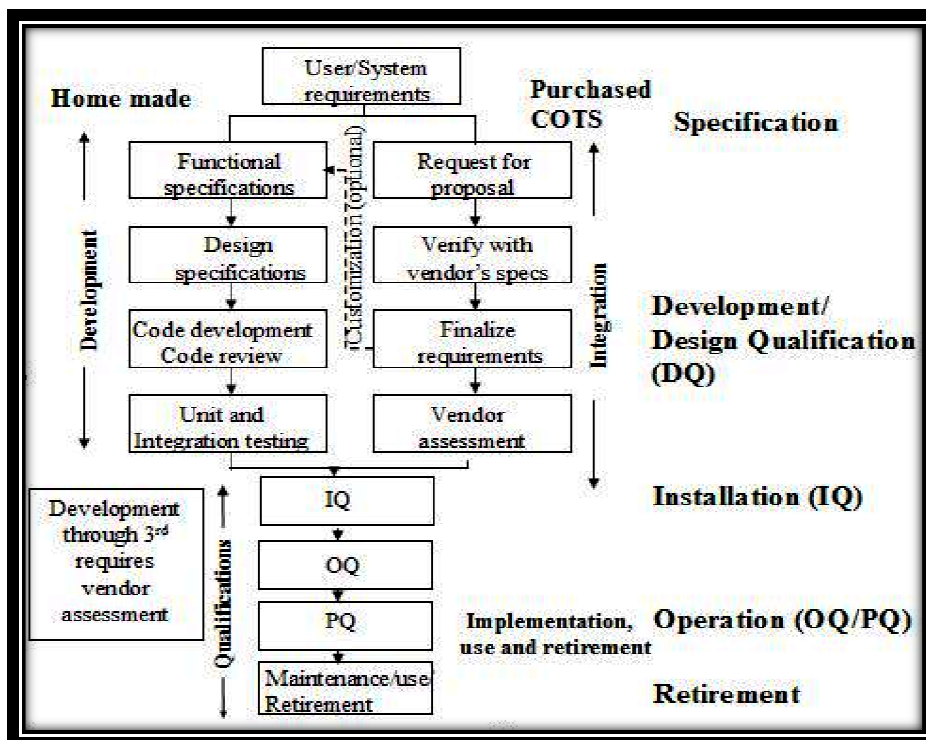 User/System
requirements
Home made
Purchased
COTS
Specification
Functional
specifications
Request for
proposal
(Customization (optional)
Development
Design
specifications
Verify with
vendor's specs
Integration
Code development
Code review
Finalize
requirements
Development/
Design Qualification
(DQ)
Unit and
Integration testing
Vendor
assessment
Development
through 3rd
requires
vendor
assessment
Qualifications
IQ
Installation (IQ)
OQ
PQ
Implementation,
use and retirement
Operation (OQ/PQ)
Maintenance/use/
Retirement
Retirement